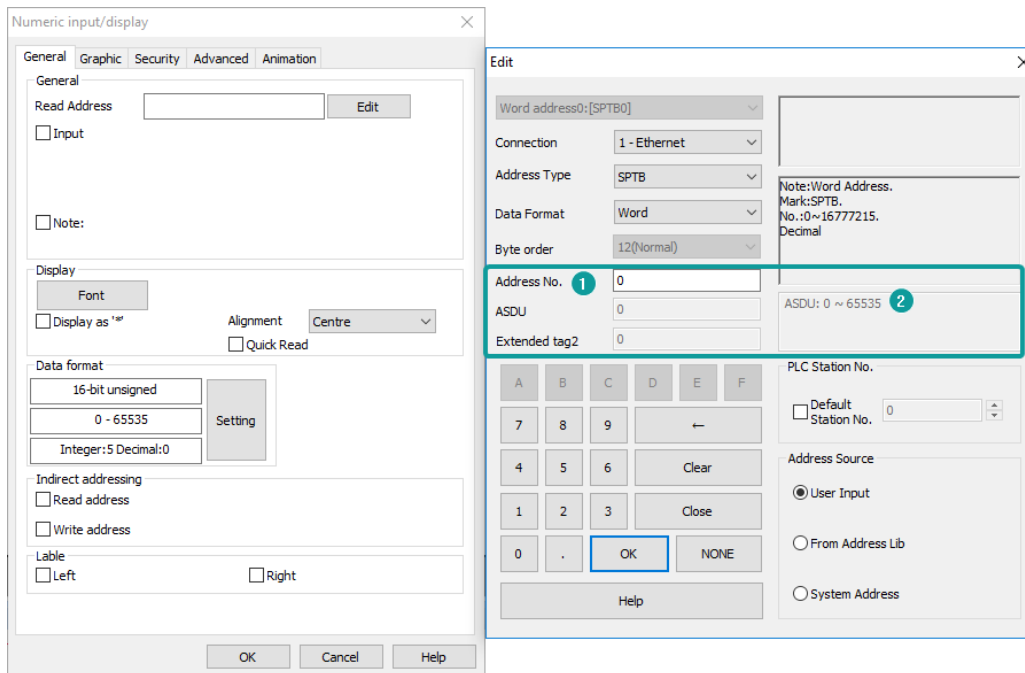 Numeric input/display
General Graphic Security Advanced Animation
General
Read Address Edit
Input
Note:
Display
Font
Display as '*' Alignment Centre
Quick Read
Data format
16-bit unsigned
0 - 65535
Integer:5 Decimal:0
Setting
Indirect addressing
Read address
Write address
Lable
Left Right
OK Cancel Help
Edit
Word address0:[SPTB0]
Connection 1 - Ethernet
Address Type SPTB
Data Format Word
Byte order 12(Normal)
Note:Word Address.
Mark:SPTB.
No.:0~16777215.
Decimal
Address No. 1 0
ASDU 0
Extended tag2 0
ASDU: 0 ~ 65535 2
A B C D E F
7 8 9 ←
4 5 6 Clear
1 2 3 Close
0 . OK NONE
Help
PLC Station No.
Default
Station No. 0
Address Source
User Input
From Address Lib
System Address